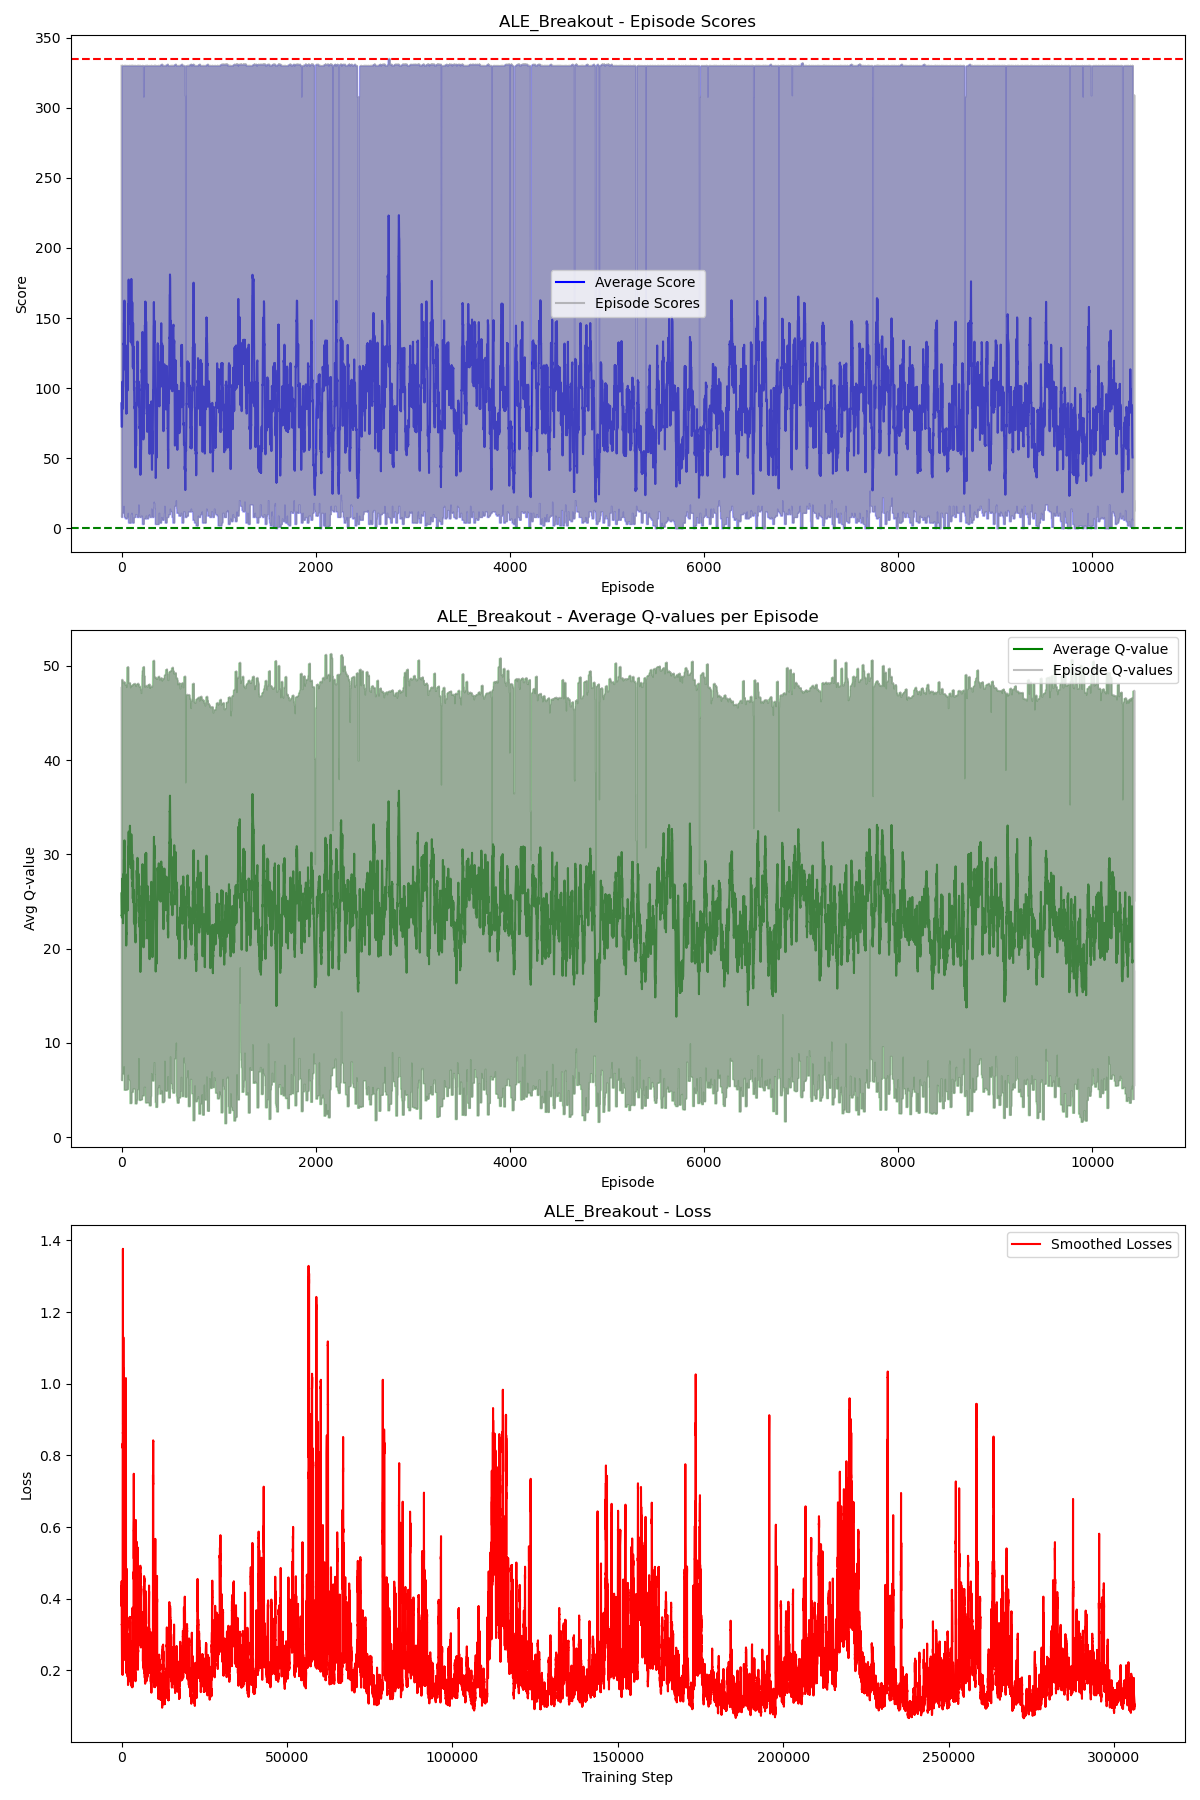 ALE_Breakout - Episode Scores
350
300
250
200
150
100
50
0
Score
Average Score
Episode Scores
0 2000 4000 6000 8000 10000
Episode
ALE_Breakout - Average Q-values per Episode
50
40
30
20
10
0
Avg Q-value
Average Q-value
Episode Q-values
0 2000 4000 6000 8000 10000
Episode
ALE_Breakout - Loss
1.4
1.2
1.0
0.8
0.6
0.4
0.2
Loss
Smoothed Losses
0 50000 100000 150000 200000 250000 300000
Training Step